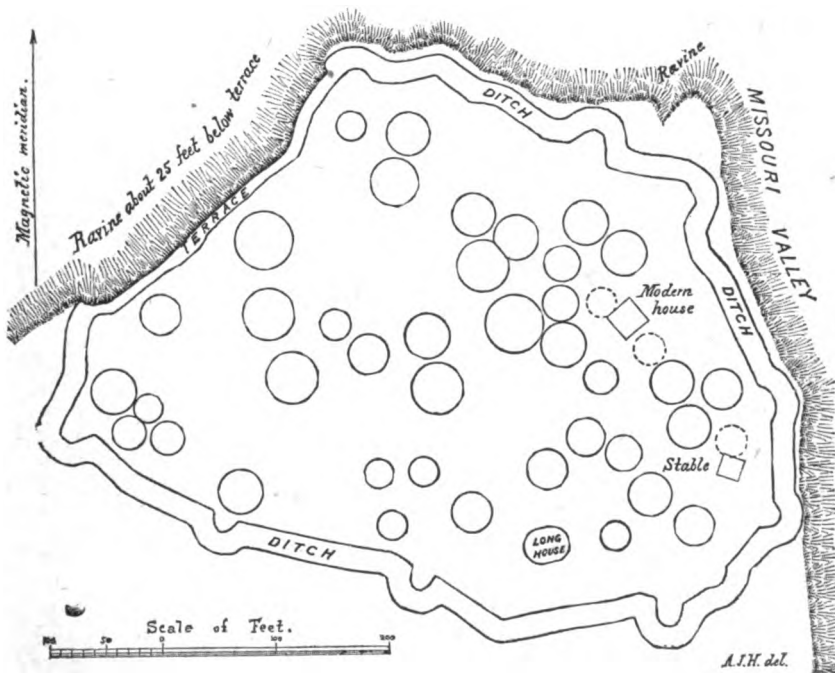 Magnetic meridian.
Ravine about 25 feet below terrace
TERRACE
DITCH
Ravine
MISSOURI VALLEY
Modern
house
DITCH
Stable
LONG
HOUSE
DITCH
Scale of Feet.
100 50 0 100 200
A.J.H. del.